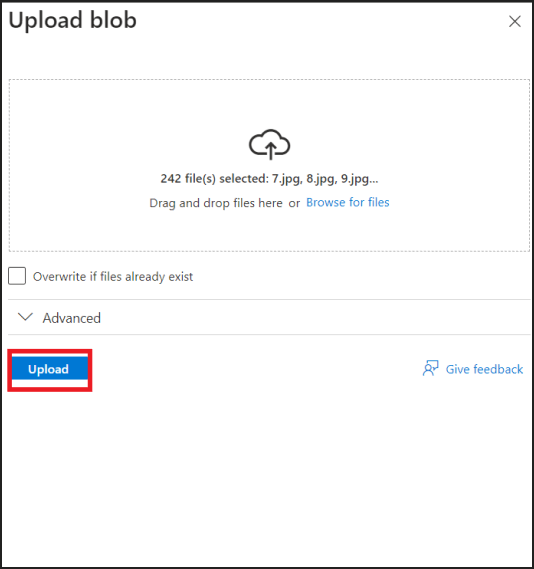 Upload blob
242 file(s) selected: 7.jpg, 8.jpg, 9.jpg...
Drag and drop files here or Browse for files
Overwrite if files already exist
Advanced
Upload
Give feedback